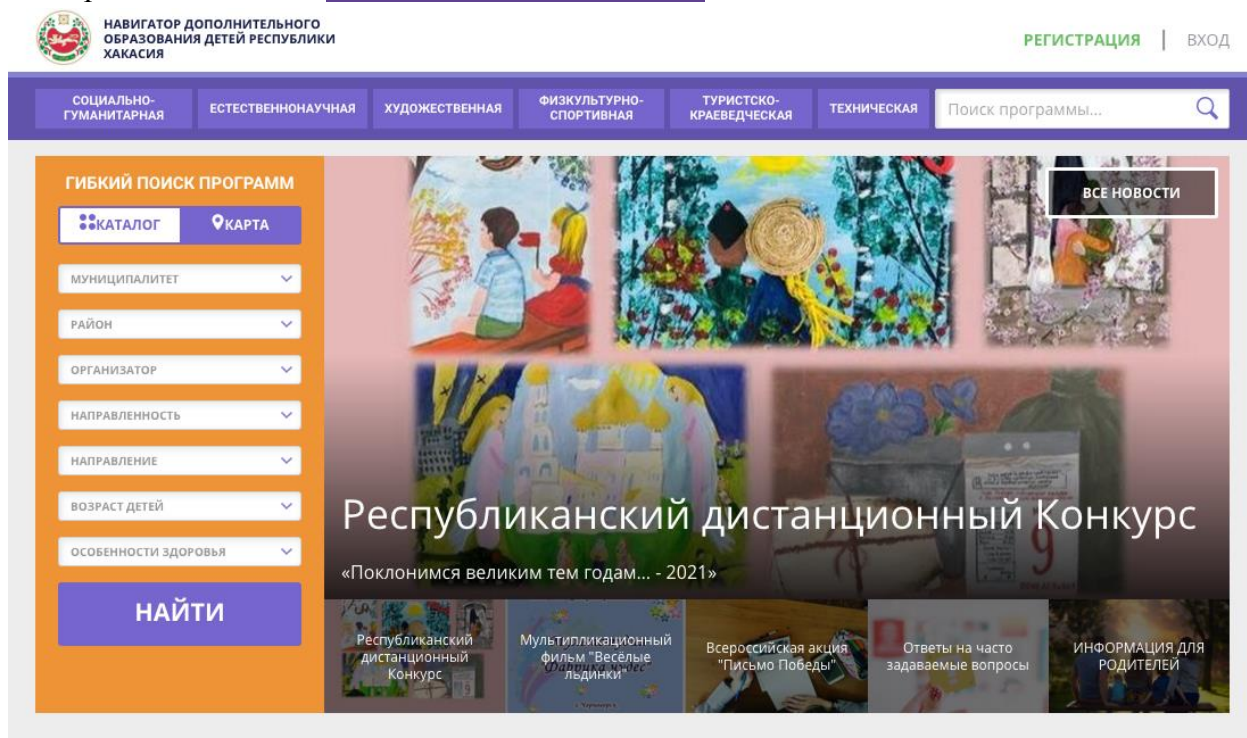 НАВИГАТОР ДОПОЛНИТЕЛЬНОГО
ОБРАЗОВАНИЯ ДЕТЕЙ РЕСПУБЛИКИ
ХАКАСИЯ
РЕГИСТРАЦИЯ | ВХОД
СОЦИАЛЬНО-
ГУМАНИТАРНАЯ
ЕСТЕСТВЕННОНАУЧНАЯ
ХУДОЖЕСТВЕННАЯ
ФИЗКУЛЬТУРНО-
СПОРТИВНАЯ
ТУРИСТСКО-
КРАЕВЕДЧЕСКАЯ
ТЕХНИЧЕСКАЯ
Поиск программы...
ГИБКИЙ ПОИСК ПРОГРАММ
КАТАЛОГ
КАРТА
МУНИЦИПАЛИТЕТ
РАЙОН
ОРГАНИЗАТОР
НАПРАВЛЕННОСТЬ
НАПРАВЛЕНИЕ
ВОЗРАСТ ДЕТЕЙ
ОСОБЕННОСТИ ЗДОРОВЬЯ
НАЙТИ
ВСЕ НОВОСТИ
9
Республиканский дистанционный Конкурс
«Поклонимся великим тем годам... - 2021»
Республиканский
дистанционный
Конкурс
Мультипликационный
фильм "Весёлые
льдинки"
Всероссийская акция
"Письмо Победы"
Ответы на часто
задаваемые вопросы
ИНФОРМАЦИЯ ДЛЯ
РОДИТЕЛЕЙ